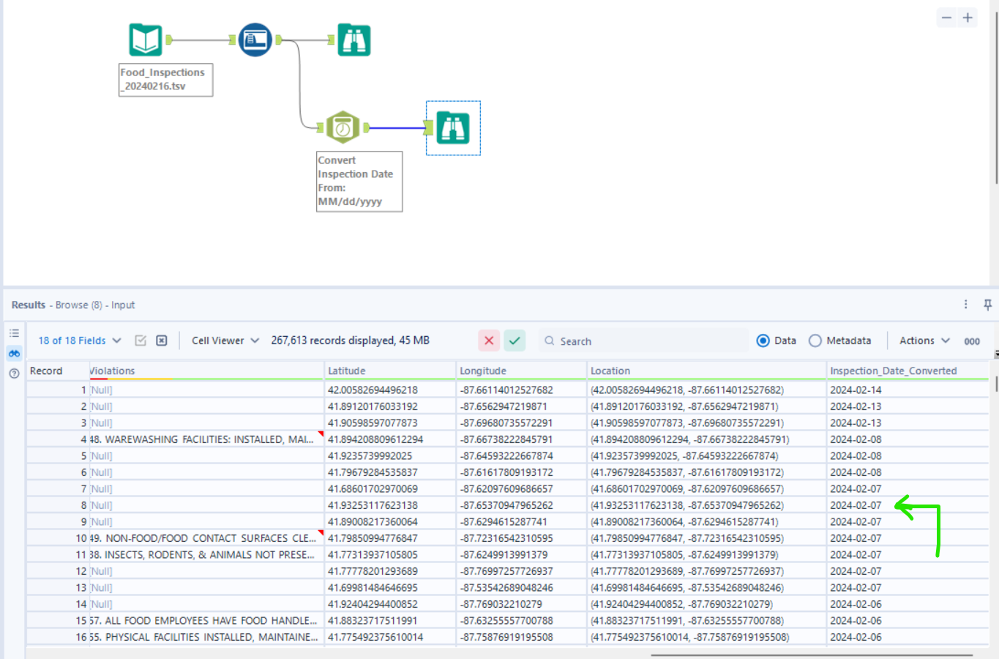 Food_Inspections
_20240216.tsv
Convert
Inspection Date
From:
MM/dd/yyyy
Results - Browse (8) - Input
18 of 18 Fields Cell Viewer 267,613 records displayed, 45 MB Search Data Metadata Actions 000
Record Violations Latitude Longitude Location Inspection_Date_Converted
1 [Null] 42.00582694496218 -87.66114012527682 (42.00582694496218, -87.66114012527682) 2024-02-14
2 [Null] 41.89120176033192 -87.6562947219871 (41.89120176033192, -87.6562947219871) 2024-02-13
3 [Null] 41.90598597077873 -87.69680735572291 (41.90598597077873, -87.69680735572291) 2024-02-13
4 48. WAREWASHING FACILITIES: INSTALLED, MAI... 41.894208809612294 -87.66738222845791 (41.894208809612294, -87.66738222845791) 2024-02-08
5 [Null] 41.9235739992025 -87.64593222667874 (41.9235739992025, -87.64593222667874) 2024-02-08
6 [Null] 41.79679284535837 -87.61617809193172 (41.79679284535837, -87.61617809193172) 2024-02-08
7 [Null] 41.68601702970069 -87.62097609686657 (41.68601702970069, -87.62097609686657) 2024-02-07
8 [Null] 41.93253117623138 -87.65370947965262 (41.93253117623138, -87.65370947965262) 2024-02-07
9 [Null] 41.89008217360064 -87.6294615287741 (41.89008217360064, -87.6294615287741) 2024-02-07
10 49. NON-FOOD/FOOD CONTACT SURFACES CLE... 41.79850994776847 -87.72316542310595 (41.79850994776847, -87.72316542310595) 2024-02-07
11 38. INSECTS, RODENTS, & ANIMALS NOT PRESE... 41.77313937105805 -87.6249913991379 (41.77313937105805, -87.6249913991379) 2024-02-07
12 [Null] 41.77778201293689 -87.76997257726937 (41.77778201293689, -87.76997257726937) 2024-02-07
13 [Null] 41.69981484646695 -87.53542689048246 (41.69981484646695, -87.53542689048246) 2024-02-07
14 [Null] 41.92404294400852 -87.769032210279 (41.92404294400852, -87.769032210279) 2024-02-06
15 57. ALL FOOD EMPLOYEES HAVE FOOD HANDLE... 41.88323717511991 -87.63255557700788 (41.88323717511991, -87.63255557700788) 2024-02-06
16 55. PHYSICAL FACILITIES INSTALLED, MAINTAINE... 41.775492375610014 -87.75876919195508 (41.775492375610014, -87.75876919195508) 2024-02-06